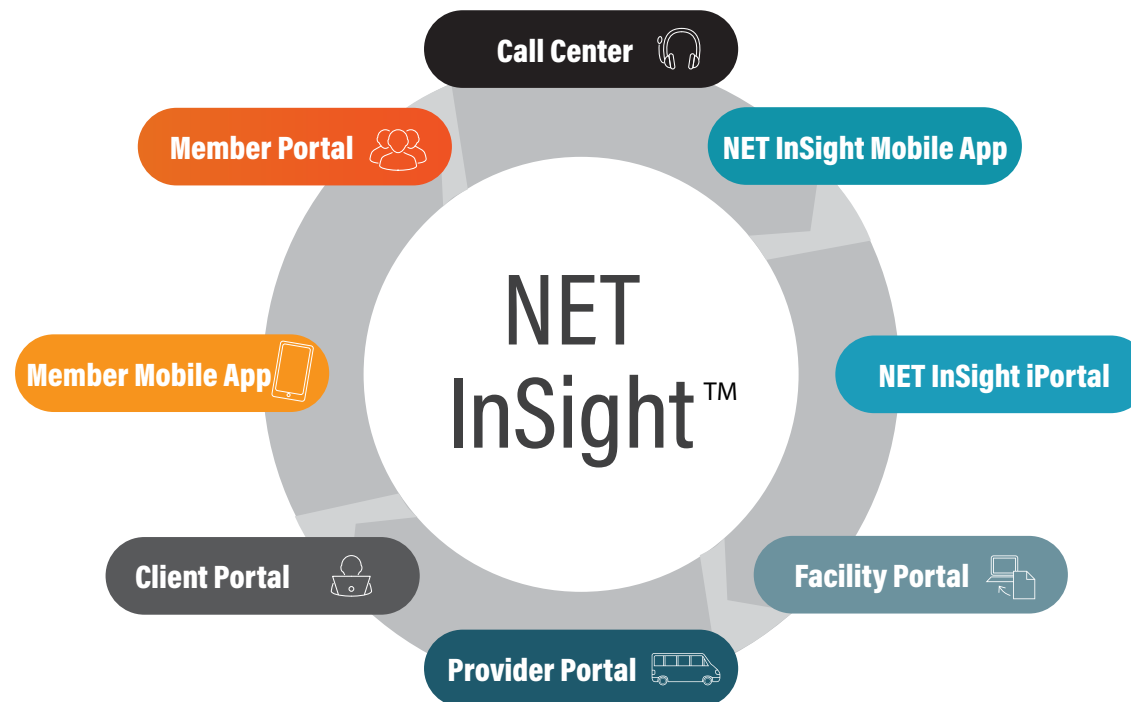 Call Center
Member Portal
NET InSight Mobile App
NET
InSight™
Member Mobile App
NET InSight iPortal
Client Portal
Facility Portal
Provider Portal